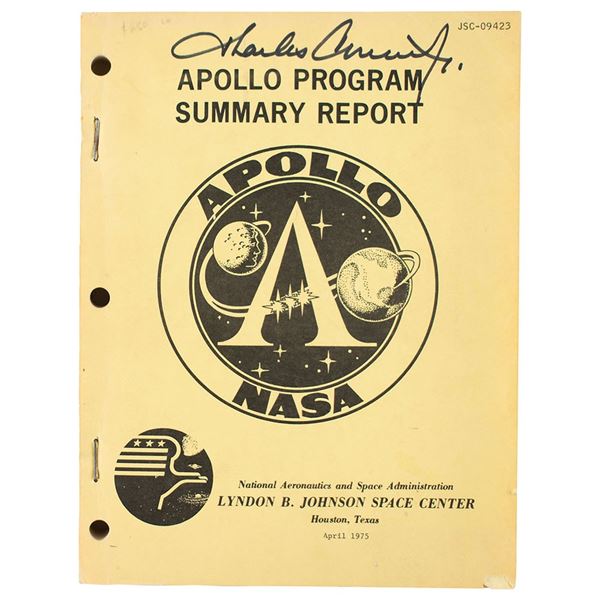 JSC-09423
Charles
APOLLO PROGRAM
SUMMARY REPORT
APOLLO
NASA
National Aeronautics and Space Administration
LYNDON B. JOHNSON SPACE CENTER
Houston, Texas
April 1975